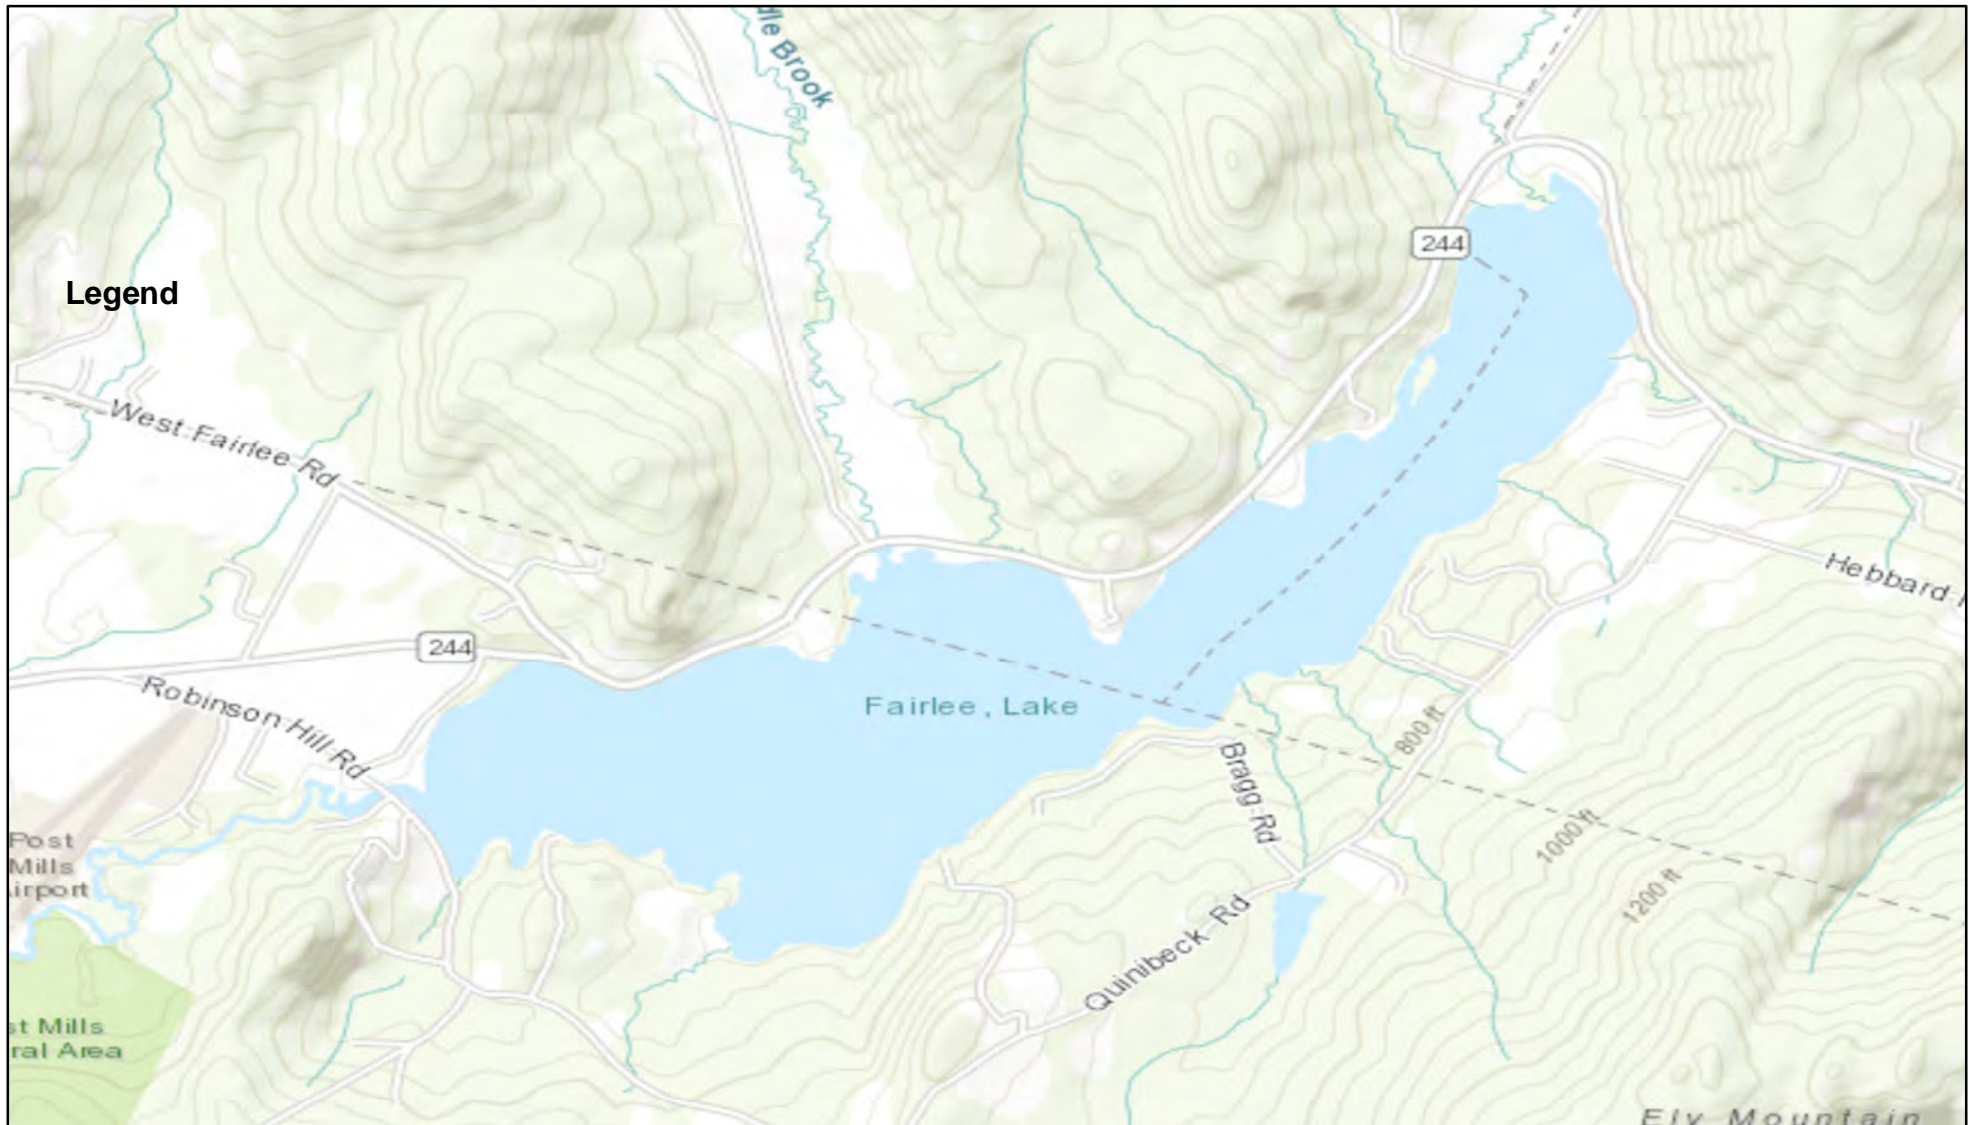 dle Brook
244
Legend
West Fairlee Rd
Hebbard
244
Robinson Hill Rd
Fairlee , Lake
800 ft
Bragg Rd
1000 ft
Post
Mills
irport
1200 ft
Quinibeck Rd
st Mills
ral Area
Ely Mountain